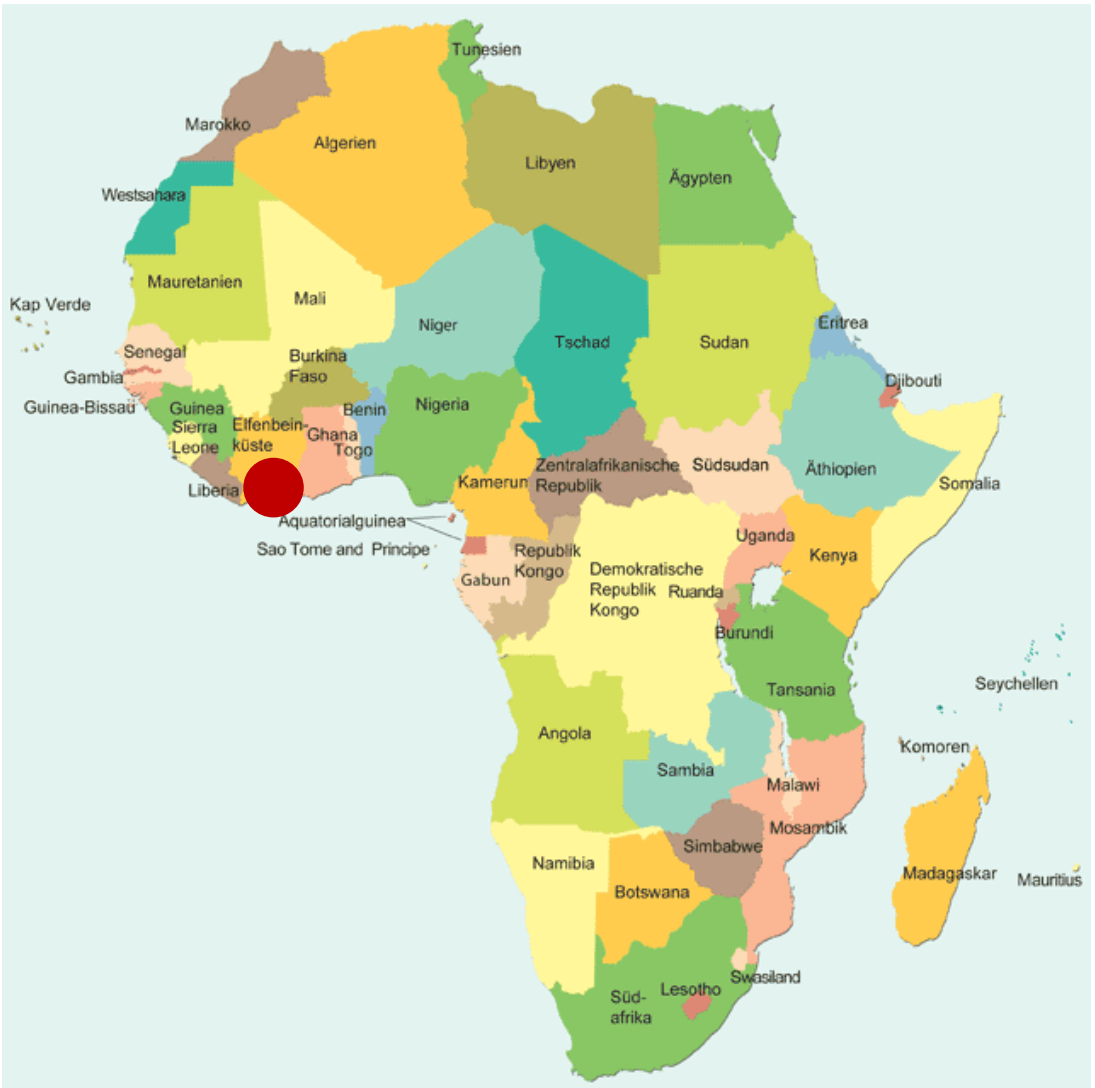 Tunesien
Marokko
Algerien
Libyen
Ägypten
Westsahara
Mauretanien
Mali
Kap Verde
Niger
Eritrea
Tschad
Sudan
Senegal
Burkina
Faso
Gambia
Djibouti
Guinea-Bissau
Guinea
Benin
Nigeria
Sierra
Leone
Elfenbein-
küste
Ghana
Togo
Zentralafrikanische
Republik
Südsudan
Äthiopien
Kamerun
Somalia
Liberia
Äquatorialguinea
Sao Tome and Principe
Uganda
Republik
Kongo
Kenya
Gabun
Demokratische
Republik
Kongo
Ruanda
Burundi
Tansania
Seychellen
Angola
Komoren
Sambia
Malawi
Mosambik
Simbabwe
Namibia
Madagaskar
Mauritius
Botswana
Swasiland
Lesotho
Süd-
afrika